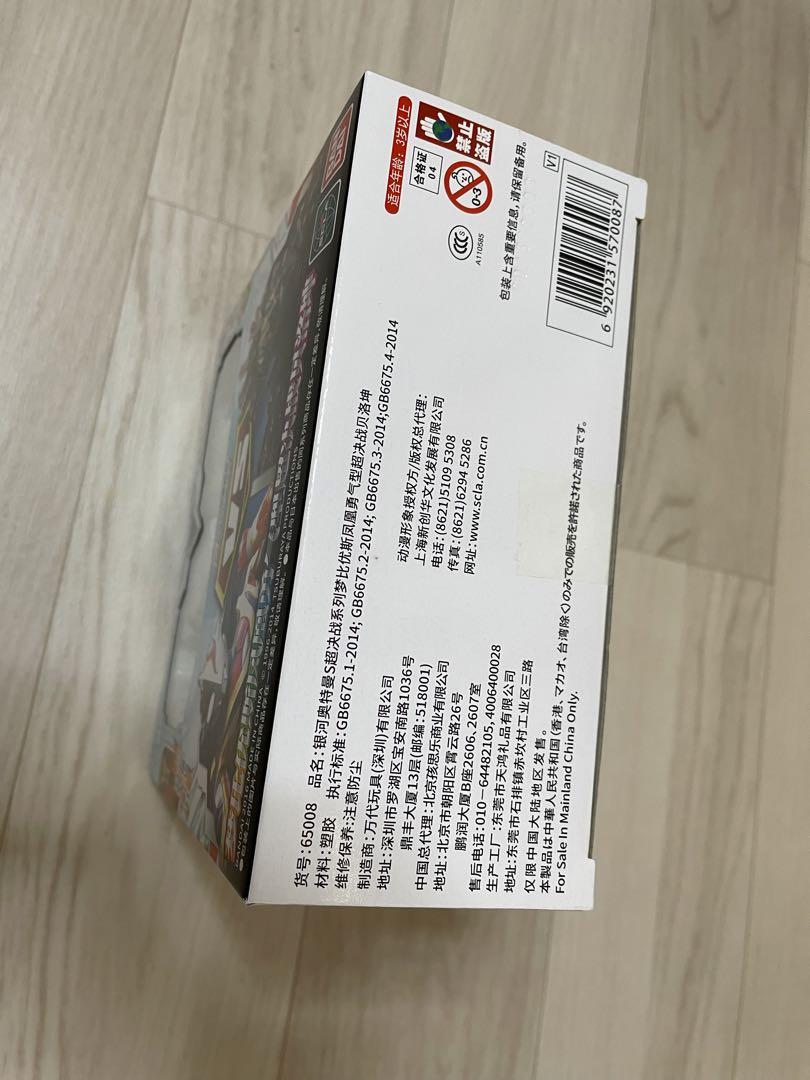 适合年龄：3岁以上
禁止
盗版
合格证
04
0-3
S
A110585
包装上含重要信息，请保留备用。
V1
6 920231 570087
货号：65008 品名：银河奥特曼S超决战系列梦比优斯凤凰勇气型超决战贝洛坤
材料：塑胶 执行标准：GB6675.1-2014; GB6675.2-2014; GB6675.3-2014;GB6675.4-2014
维修保养：注意防尘
制造商：万代玩具(深圳)有限公司
地址：深圳市罗湖区宝安南路1036号
鼎丰大厦13层(邮编：518001)
中国总代理：北京孩思乐商业有限公司
地址：北京市朝阳区霄云路26号
鹏润大厦B座2606、2607室
售后电话：010－64482105、4006400028
生产工厂：东莞市天鸿礼品有限公司
地址：东莞市石排镇赤坎村工业区三路
仅限中国大陆地区发售。
本製品は中華人民共和国(香港、マカオ、台湾除く)のみでの販売を許諾された商品です。
For Sale In Mainland China Only.
动漫形象授权方/版权总代理：
上海新创华文化发展有限公司
电话：(8621)5109 5308
传真：(8621)6294 5286
网址：www.scla.com.cn
VS
BANDAI 2016 MADE IN CHINA © 1996-2014 TSUBURAYA PRODUCTIONS